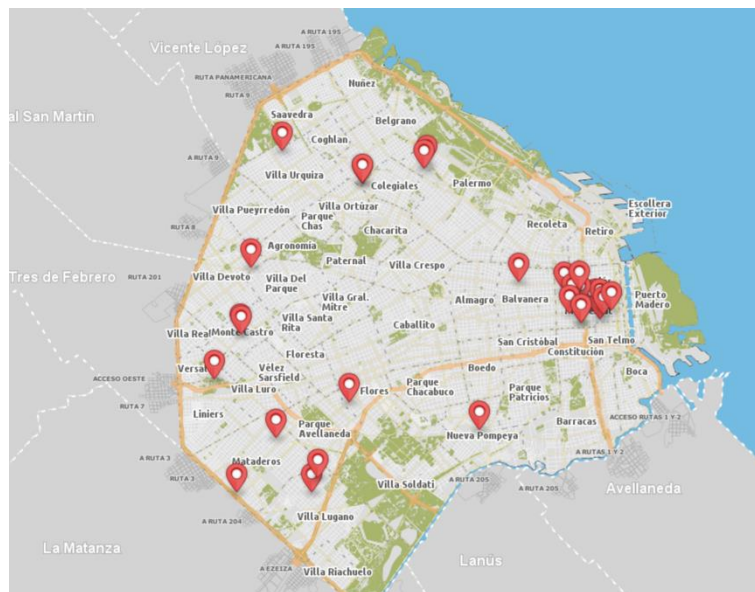 A RUTA 195
Vicente López
A RUTA 195
RUTA PANAMERICANA
Nuñez
RUTA 9
Saavedra
al San Martín
Belgrano
Coghlan
A RUTA 9
Villa Urquiza
Colegiales
Palermo
Escollera
Exterior
Villa Pueyrredón
Villa Ortúzar
Parque
Chas
Recoleta
RUTA 8
Chacarita
Retiro
Agronomía
Paternal
Villa Crespo
Tres de Febrero
RUTA 201
Villa Devoto
Villa Del
Parque
Almagro
Balvanera
Puerto
Madero
Villa Gral.
Mitre
Villa Santa
Rita
Caballito
Villa Real
Monte Castro
San Cristóbal
San Telmo
Constitución
Floresta
Versal
Vélez
Sarsfield
Boedo
Boca
ACCESO OESTE
Villa Luro
Flores
Parque
Chacabuco
Parque
Patricios
RUTA 7
Liniers
Barracas
ACCESO RUTAS 1 Y 2
Parque
Avellaneda
Nueva Pompeya
A RUTAS 1 Y 2
A RUTA 3
Mataderos
RUTA 3
Villa Soldati
A RUTA 205
A RUTA 205
Avellaneda
Villa Lugano
A RUTA 204
La Matanza
Lanús
A EZEIZA
Villa Riachuelo